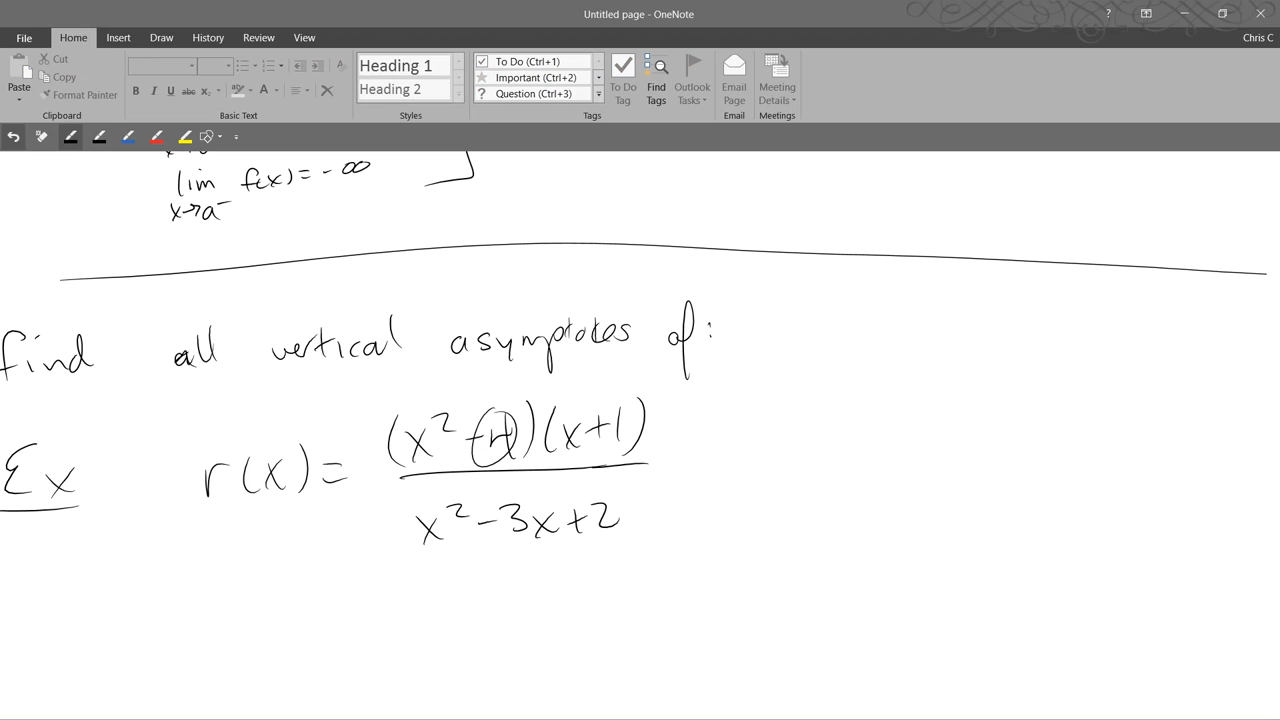 Untitled page - OneNote
File Home Insert Draw History Review View Chris C
Cut
Copy
Format Painter
Paste
Clipboard
B I U abc x₂ A
Basic Text
Heading 1
Heading 2
Styles
To Do (Ctrl+1)
Important (Ctrl+2)
Question (Ctrl+3)
To Do Tag
Find Tags
Tags
Outlook Tasks
Email Page
Email
Meeting Details
Meetings
lim f(x) = -∞
x→a⁻
find all vertical asymptotes of:
Ex r(x) = 
(x² - )(x+1)
x² - 3x + 2